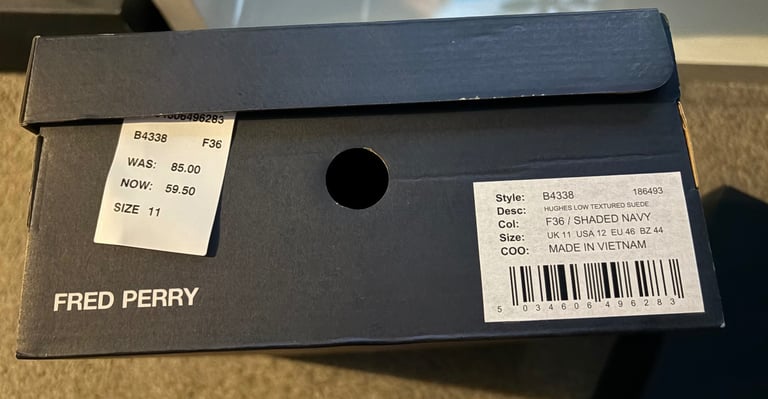 B4338 F36
WAS: 85.00
NOW: 59.50
SIZE 11
FRED PERRY
Style: B4338 186493
Desc: HUGHES LOW TEXTURED SUEDE
Col: F36 / SHADED NAVY
Size: UK 11 USA 12 EU 46 BZ 44
COO: MADE IN VIETNAM
5 034606 496283